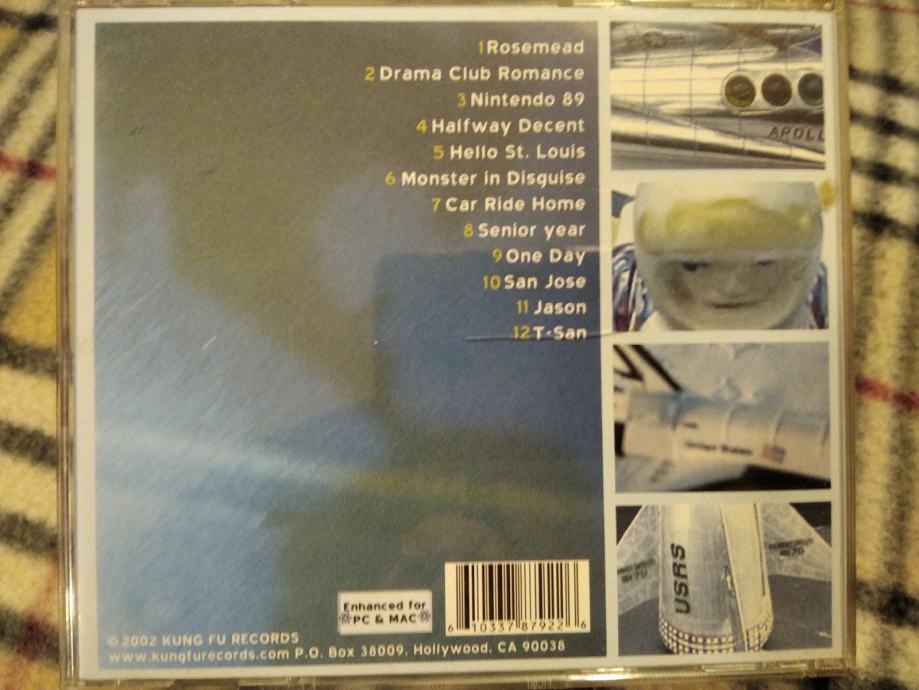 1 Rosemead
2 Drama Club Romance
3 Nintendo 89
4 Halfway Decent
5 Hello St. Louis
6 Monster in Disguise
7 Car Ride Home
8 Senior year
9 One Day
10 San Jose
11 Jason
12 T-San
APOLL
United States
USRS
Enhanced for
PC & MAC
6 10337 87922 6
© 2002 KUNG FU RECORDS
www.kungfurecords.com P.O. Box 38009, Hollywood, CA 90038